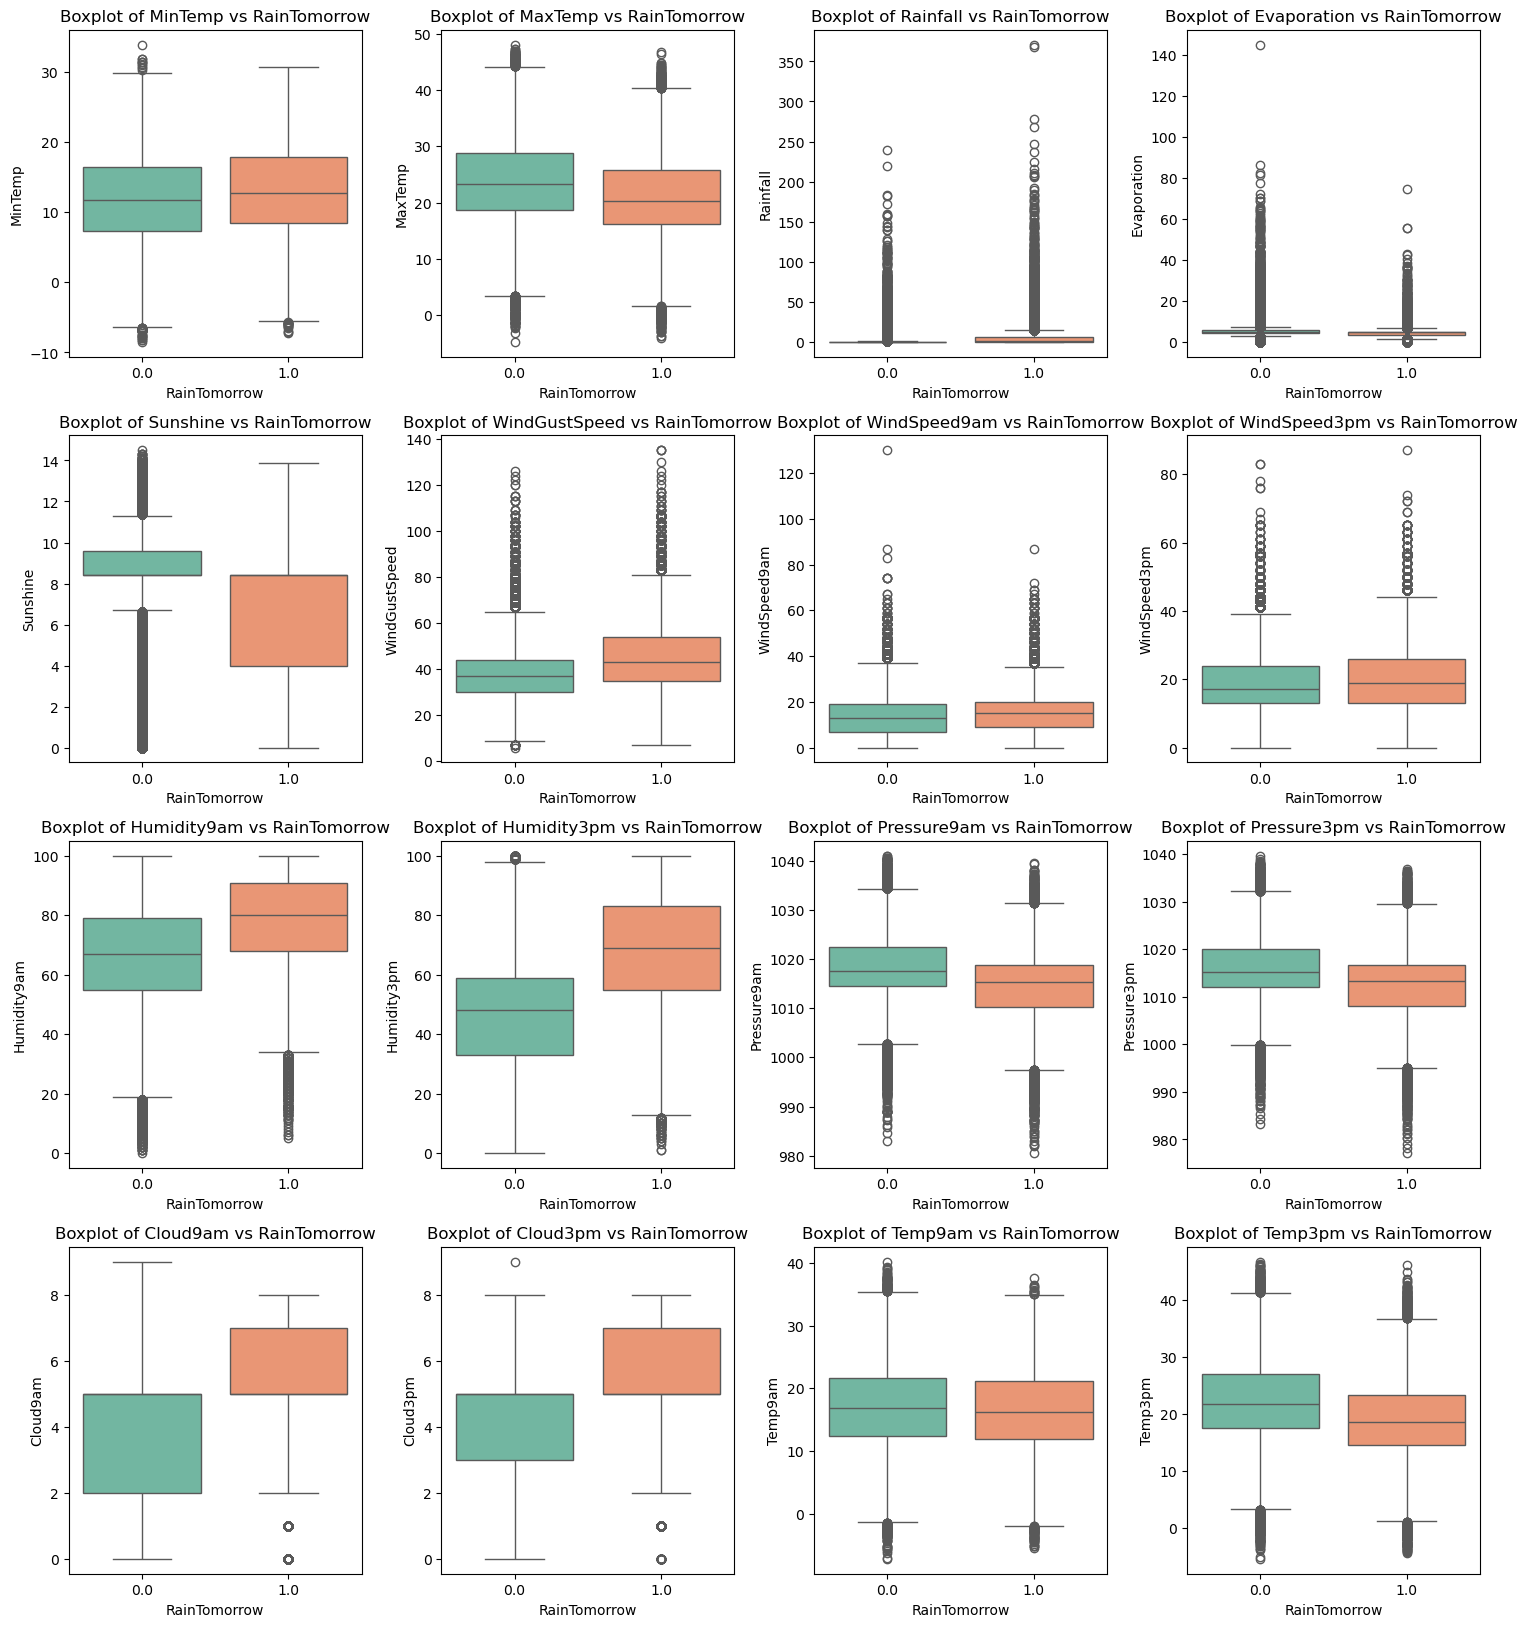 Boxplot of MinTemp vs RainTomorrow
MinTemp
30
20
10
0
−10
0.0
1.0
RainTomorrow
Boxplot of MaxTemp vs RainTomorrow
MaxTemp
50
40
30
20
10
0
0.0
1.0
RainTomorrow
Boxplot of Rainfall vs RainTomorrow
Rainfall
350
300
250
200
150
100
50
0
0.0
1.0
RainTomorrow
Boxplot of Evaporation vs RainTomorrow
Evaporation
140
120
100
80
60
40
20
0
0.0
1.0
RainTomorrow
Boxplot of Sunshine vs RainTomorrow
Sunshine
14
12
10
8
6
4
2
0
0.0
1.0
RainTomorrow
Boxplot of WindGustSpeed vs RainTomorrow
WindGustSpeed
140
120
100
80
60
40
20
0
0.0
1.0
RainTomorrow
Boxplot of WindSpeed9am vs RainTomorrow
WindSpeed9am
120
100
80
60
40
20
0
0.0
1.0
RainTomorrow
Boxplot of WindSpeed3pm vs RainTomorrow
WindSpeed3pm
80
60
40
20
0
0.0
1.0
RainTomorrow
Boxplot of Humidity9am vs RainTomorrow
Humidity9am
100
80
60
40
20
0
0.0
1.0
RainTomorrow
Boxplot of Humidity3pm vs RainTomorrow
Humidity3pm
100
80
60
40
20
0
0.0
1.0
RainTomorrow
Boxplot of Pressure9am vs RainTomorrow
Pressure9am
1040
1030
1020
1010
1000
990
980
0.0
1.0
RainTomorrow
Boxplot of Pressure3pm vs RainTomorrow
Pressure3pm
1040
1030
1020
1010
1000
990
980
0.0
1.0
RainTomorrow
Boxplot of Cloud9am vs RainTomorrow
Cloud9am
8
6
4
2
0
0.0
1.0
RainTomorrow
Boxplot of Cloud3pm vs RainTomorrow
Cloud3pm
8
6
4
2
0
0.0
1.0
RainTomorrow
Boxplot of Temp9am vs RainTomorrow
Temp9am
40
30
20
10
0
0.0
1.0
RainTomorrow
Boxplot of Temp3pm vs RainTomorrow
Temp3pm
40
30
20
10
0
0.0
1.0
RainTomorrow